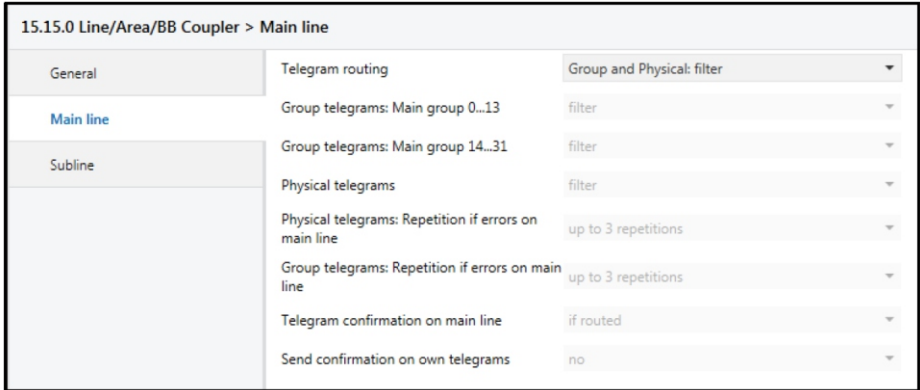 15.15.0 Line/Area/BB Coupler > Main line
General
Main line
Subline
Telegram routing Group and Physical: filter
Group telegrams: Main group 0...13 filter
Group telegrams: Main group 14...31 filter
Physical telegrams filter
Physical telegrams: Repetition if errors on
main line up to 3 repetitions
Group telegrams: Repetition if errors on main
line up to 3 repetitions
Telegram confirmation on main line if routed
Send confirmation on own telegrams no